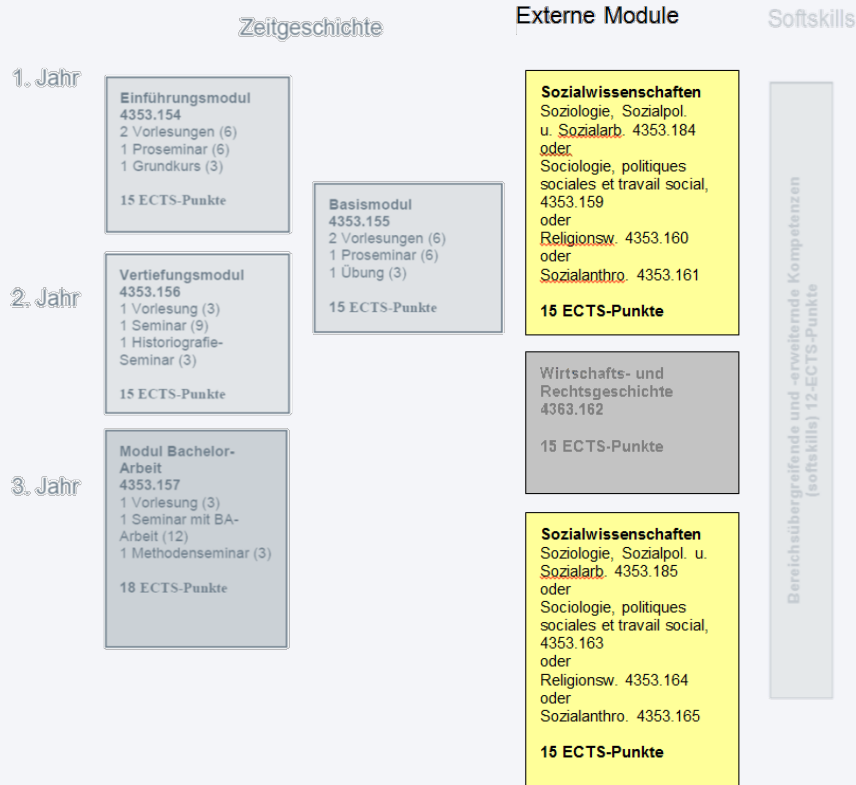 Zeitgeschichte
Externe Module
Softskills
1. Jahr
Einführungsmodul
4353.154
2 Vorlesungen (6)
1 Proseminar (6)
1 Grundkurs (3)
15 ECTS-Punkte
Basismodul
4353.155
2 Vorlesungen (6)
1 Proseminar (6)
1 Übung (3)
15 ECTS-Punkte
Sozialwissenschaften
Soziologie, Sozialpol.
u. Sozialarb. 4353.184
oder
Sociologie, politiques
sociales et travail social,
4353.159
oder
Religionsw. 4353.160
oder
Sozialanthro. 4353.161
15 ECTS-Punkte
2. Jahr
Vertiefungsmodul
4353.156
1 Vorlesung (3)
1 Seminar (9)
1 Historiografie-
Seminar (3)
15 ECTS-Punkte
Wirtschafts- und
Rechtsgeschichte
4363.162
15 ECTS-Punkte
3. Jahr
Modul Bachelor-
Arbeit
4353.157
1 Vorlesung (3)
1 Seminar mit BA-
Arbeit (12)
1 Methodenseminar (3)
18 ECTS-Punkte
Sozialwissenschaften
Soziologie, Sozialpol. u.
Sozialarb. 4353.185
oder
Sociologie, politiques
sociales et travail social,
4353.163
oder
Religionsw. 4353.164
oder
Sozialanthro. 4353.165
15 ECTS-Punkte
Bereichsübergreifende und -erweiternde Kompetenzen
(softskills) 12-ECTS-Punkte